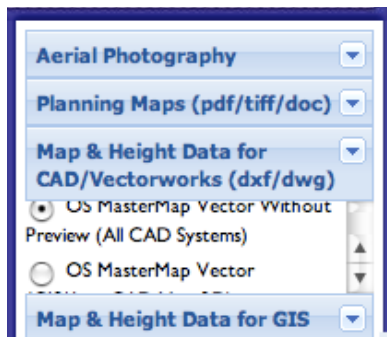 Aerial Photography
Planning Maps (pdf/tiff/doc)
Map & Height Data for
CAD/Vectorworks (dxf/dwg)
OS MasterMap Vector Without
Preview (All CAD Systems)
OS MasterMap Vector
Map & Height Data for GIS